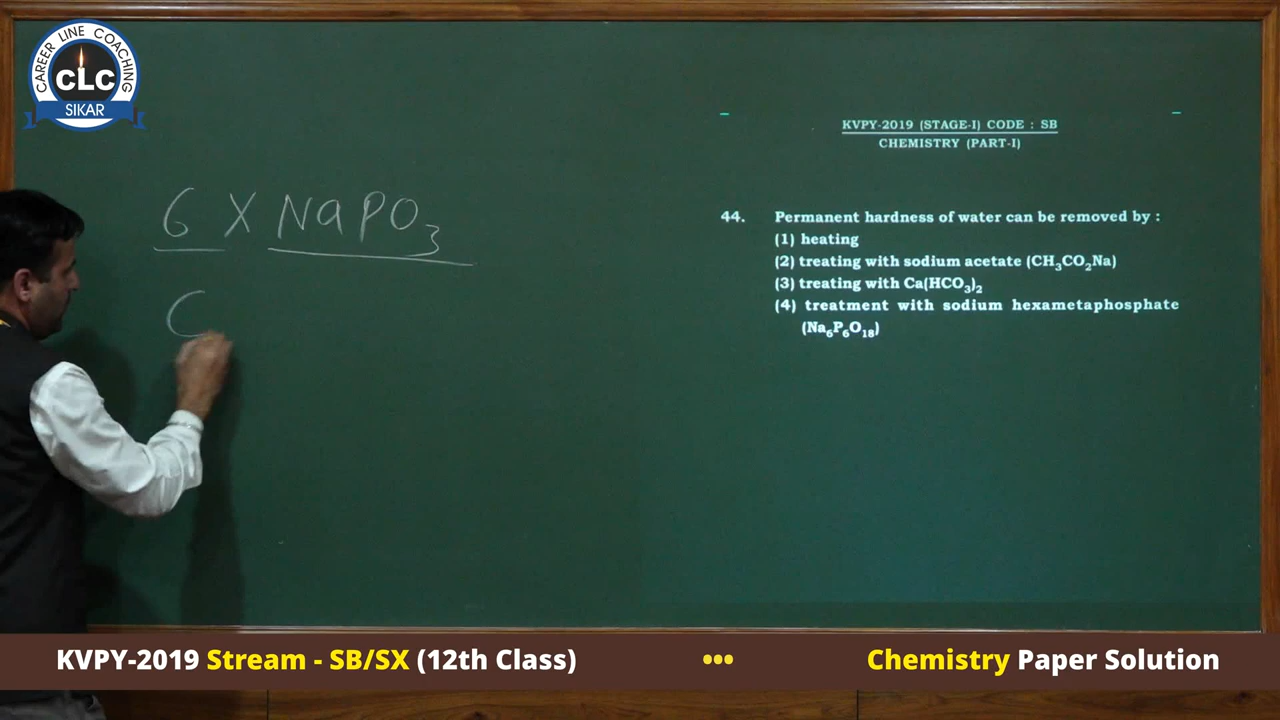 CAREER LINE COACHING
CLC
SIKAR
6 X NaPO₃
C
KVPY-2019 (STAGE-I) CODE : SB
CHEMISTRY (PART-I)
44. Permanent hardness of water can be removed by :
(1) heating
(2) treating with sodium acetate (CH₃CO₂Na)
(3) treating with Ca(HCO₃)₂
(4) treatment with sodium hexametaphosphate
(Na₆P₆O₁₈)
KVPY-2019 Stream - SB/SX (12th Class) ••• Chemistry Paper Solution